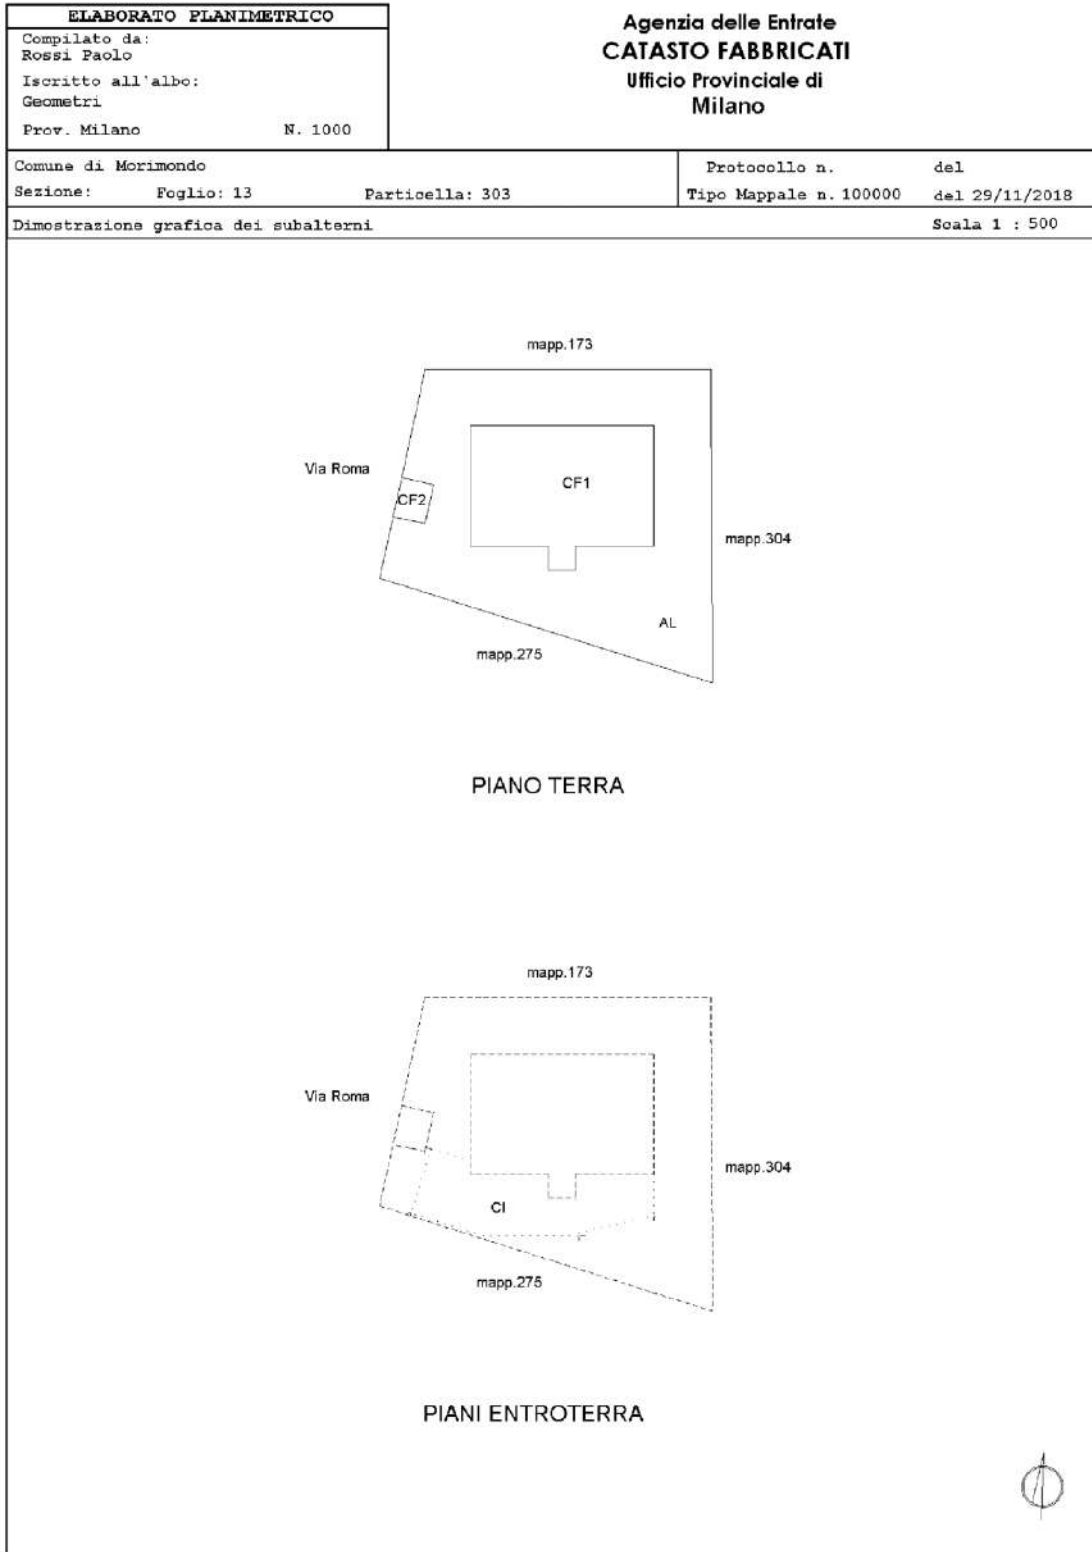 ELABORATO PLANIMETRICO
Compilato da:
Rossi Paolo
Iscritto all'albo:
Geometri
Prov. Milano N. 1000
Agenzia delle Entrate
CATASTO FABBRICATI
Ufficio Provinciale di
Milano
Comune di Morimondo
Sezione: Foglio: 13 Particella: 303
Protocollo n. del
Tipo Mappale n. 100000 del 29/11/2018
Dimostrazione grafica dei subalterni Scala 1 : 500
mapp.173
Via Roma
CF2
CF1
mapp.304
AL
mapp.275
PIANO TERRA
mapp.173
Via Roma
mapp.304
CI
mapp.275
PIANI ENTROTERRA